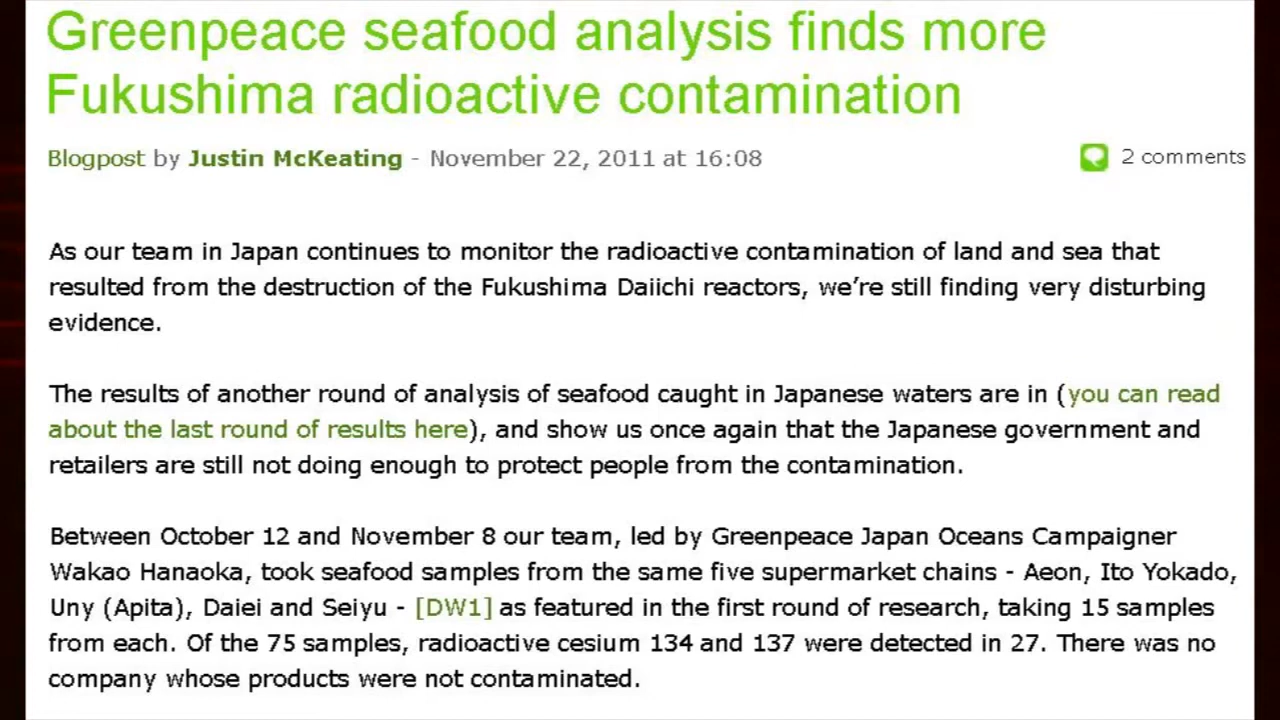 Greenpeace seafood analysis finds more
Fukushima radioactive contamination
Blogpost by Justin McKeating - November 22, 2011 at 16:08
2 comments
As our team in Japan continues to monitor the radioactive contamination of land and sea that
resulted from the destruction of the Fukushima Daiichi reactors, we’re still finding very disturbing
evidence.
The results of another round of analysis of seafood caught in Japanese waters are in (you can read
about the last round of results here), and show us once again that the Japanese government and
retailers are still not doing enough to protect people from the contamination.
Between October 12 and November 8 our team, led by Greenpeace Japan Oceans Campaigner
Wakao Hanaoka, took seafood samples from the same five supermarket chains - Aeon, Ito Yokado,
Uny (Apita), Daiei and Seiyu - [DW1] as featured in the first round of research, taking 15 samples
from each. Of the 75 samples, radioactive cesium 134 and 137 were detected in 27. There was no
company whose products were not contaminated.